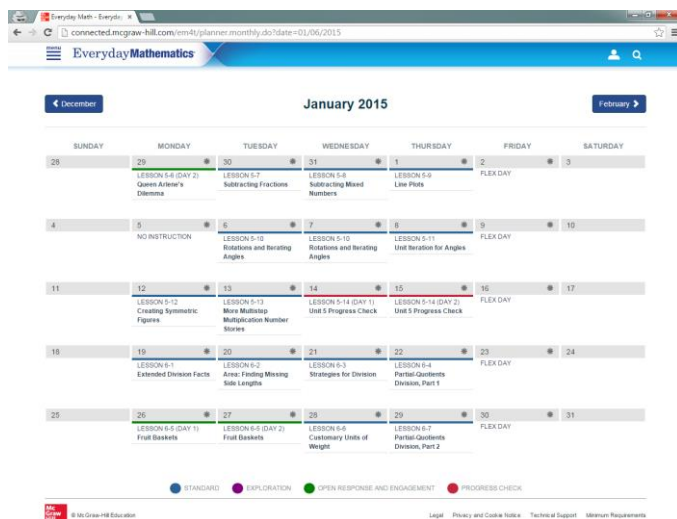 Everyday Math - Everyday
connected.mcgraw-hill.com/em4t/planner.monthly.do?date=01/06/2015
menu
EverydayMathematics
December
January 2015
February
SUNDAY MONDAY TUESDAY WEDNESDAY THURSDAY FRIDAY SATURDAY
28 29 30 31 1 2 3
LESSON 5-6 (DAY 2) LESSON 5-7 LESSON 5-8 LESSON 5-9 FLEX DAY
Queen Arlene's Subtracting Fractions Subtracting Mixed Line Plots
Dilemma Numbers
4 5 6 7 8 9 10
NO INSTRUCTION LESSON 5-10 LESSON 5-10 LESSON 5-11 FLEX DAY
Rotations and Iterating Rotations and Iterating Unit Iteration for Angles
Angles Angles
11 12 13 14 15 16 17
LESSON 5-12 LESSON 5-13 LESSON 5-14 (DAY 1) LESSON 5-14 (DAY 2) FLEX DAY
Creating Symmetric More Multistep Unit 5 Progress Check Unit 5 Progress Check
Figures Multiplication Number
Stories
18 19 20 21 22 23 24
LESSON 6-1 LESSON 6-2 LESSON 6-3 LESSON 6-4 FLEX DAY
Extended Division Facts Area: Finding Missing Strategies for Division Partial-Quotients
Side Lengths Division, Part 1
25 26 27 28 29 30 31
LESSON 6-5 (DAY 1) LESSON 6-5 (DAY 2) LESSON 6-6 LESSON 6-7 FLEX DAY
Fruit Baskets Fruit Baskets Customary Units of Partial-Quotients
Weight Division, Part 2
STANDARD EXPLORATION OPEN RESPONSE AND ENGAGEMENT PROGRESS CHECK
Mc
Graw
© McGraw-Hill Education Legal Privacy and Cookie Notice Technical Support Minimum Requirements